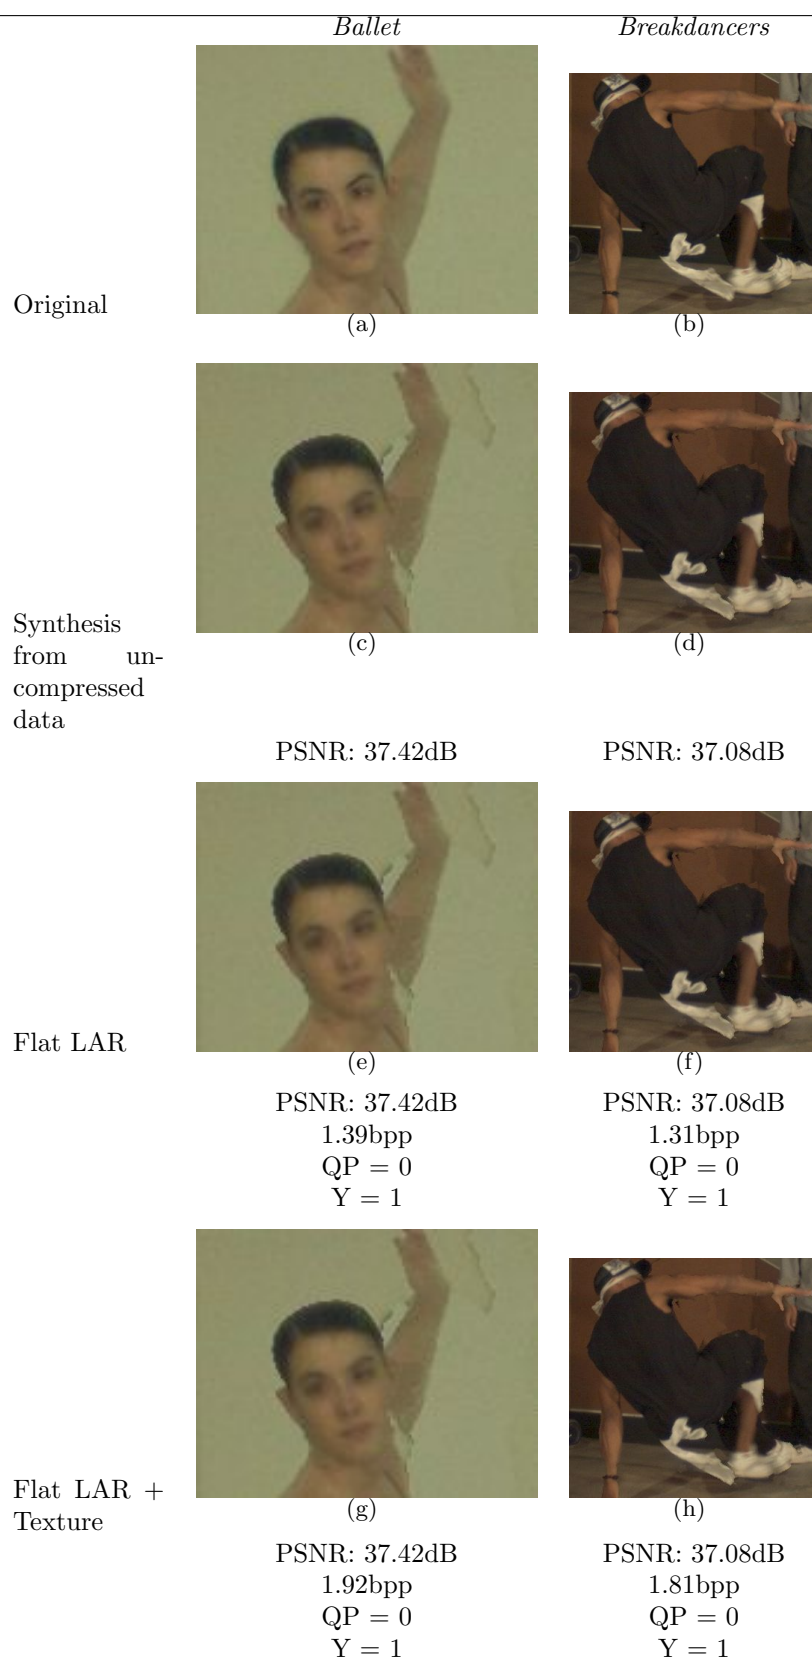 Ballet Breakdancers
Original
(a) (b)
Synthesis
from un-
compressed
data
(c) (d)
PSNR: 37.42dB PSNR: 37.08dB
Flat LAR
(e) (f)
PSNR: 37.42dB PSNR: 37.08dB
1.39bpp 1.31bpp
QP = 0 QP = 0
Y = 1 Y = 1
Flat LAR +
Texture
(g) (h)
PSNR: 37.42dB PSNR: 37.08dB
1.92bpp 1.81bpp
QP = 0 QP = 0
Y = 1 Y = 1